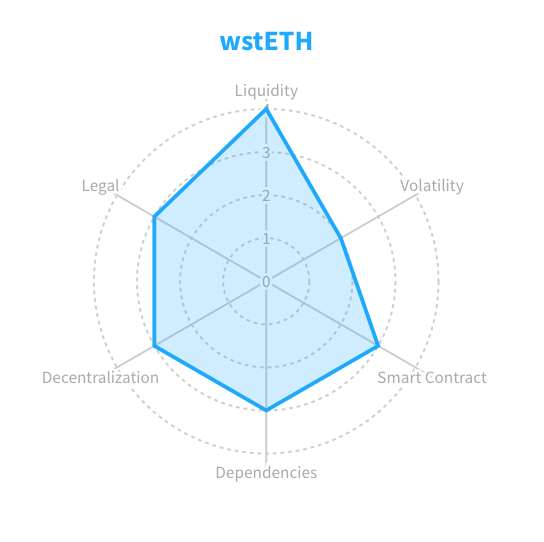 wstETH
Liquidity
Legal
Volatility
3
2
1
0
Decentralization
Smart Contract
Dependencies